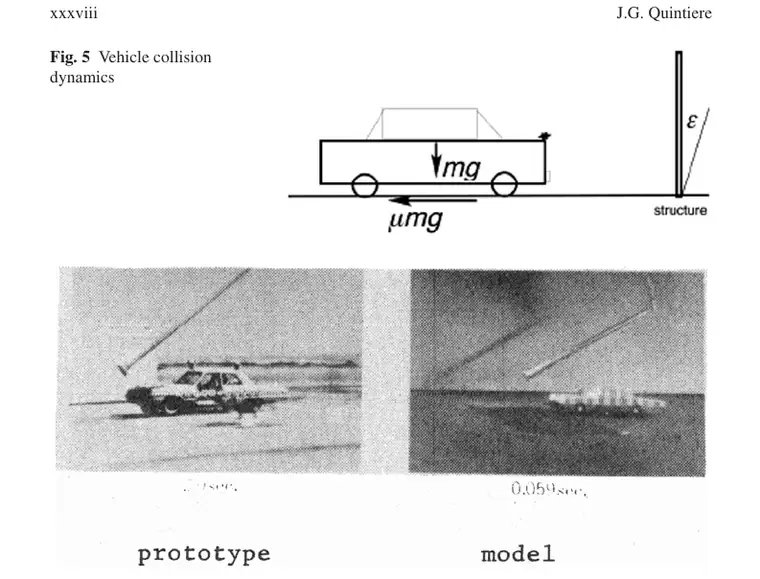 xxxviii
J.G. Quintiere
Fig. 5 Vehicle collision
dynamics
ε
mg
μmg
structure
0.059sec.
prototype
model